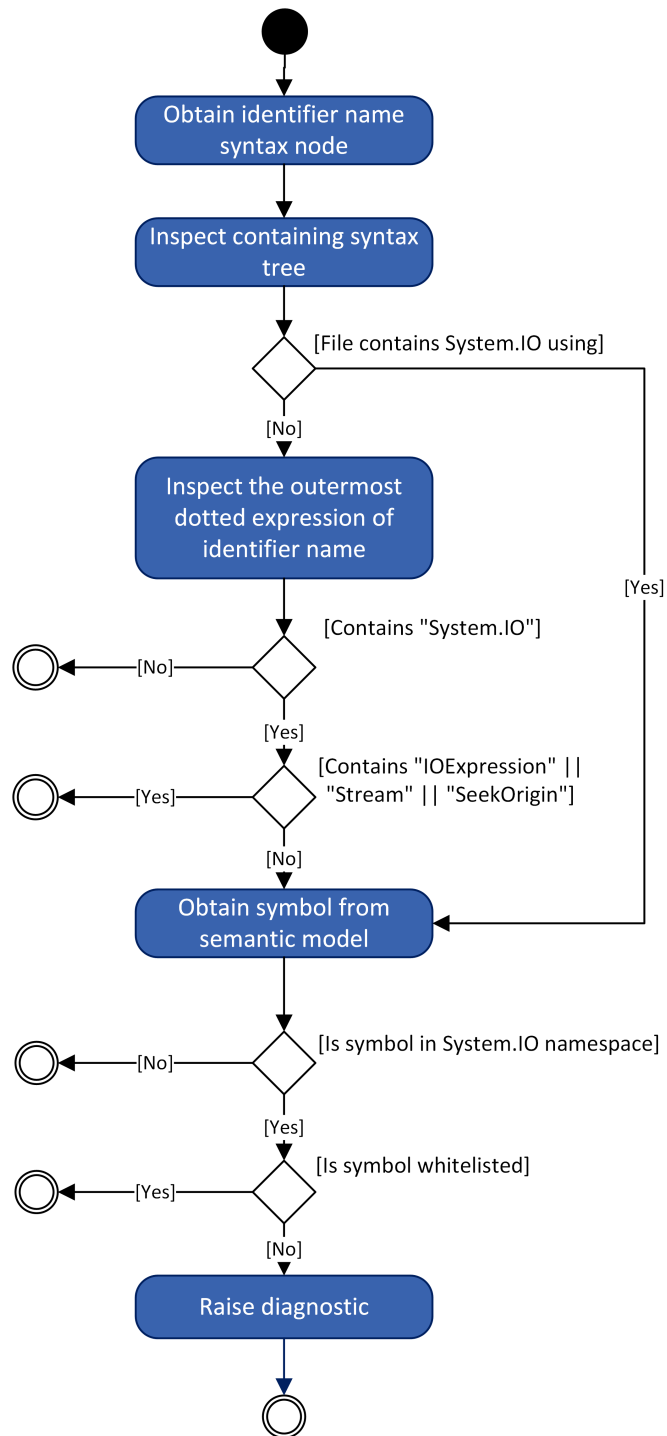 Obtain identifier name
syntax node
Inspect containing syntax
tree
[File contains System.IO using]
[No]
Inspect the outermost
dotted expression of
identifier name
[Yes]
[Contains "System.IO"]
[No]
[Yes]
[Contains "IOExpression" ||
"Stream" || "SeekOrigin"]
[Yes]
[No]
Obtain symbol from
semantic model
[Is symbol in System.IO namespace]
[No]
[Yes]
[Is symbol whitelisted]
[Yes]
[No]
Raise diagnostic